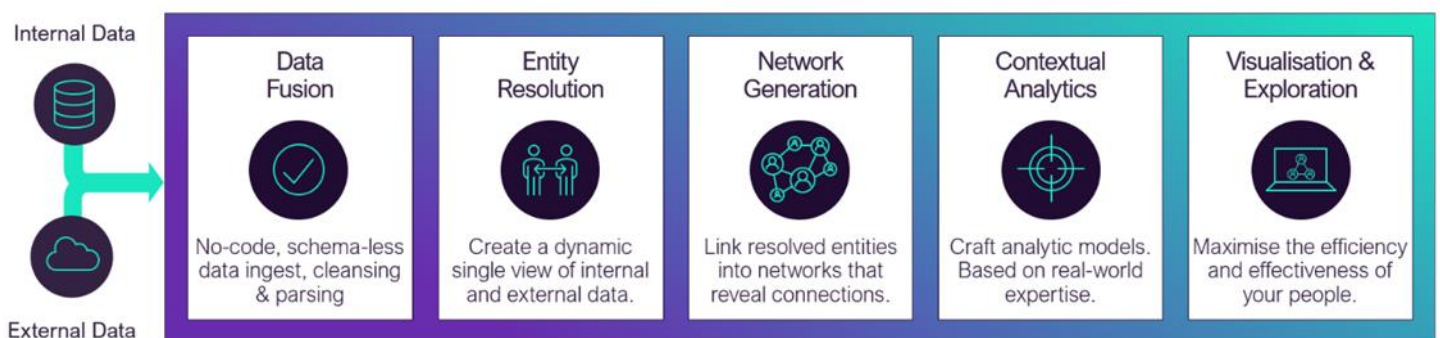 Internal Data
External Data
Data
Fusion
No-code, schema-less
data ingest, cleansing
& parsing
Entity
Resolution
Create a dynamic
single view of internal
and external data.
Network
Generation
Link resolved entities
into networks that
reveal connections.
Contextual
Analytics
Craft analytic models.
Based on real-world
expertise.
Visualisation &
Exploration
Maximise the efficiency
and effectiveness of
your people.